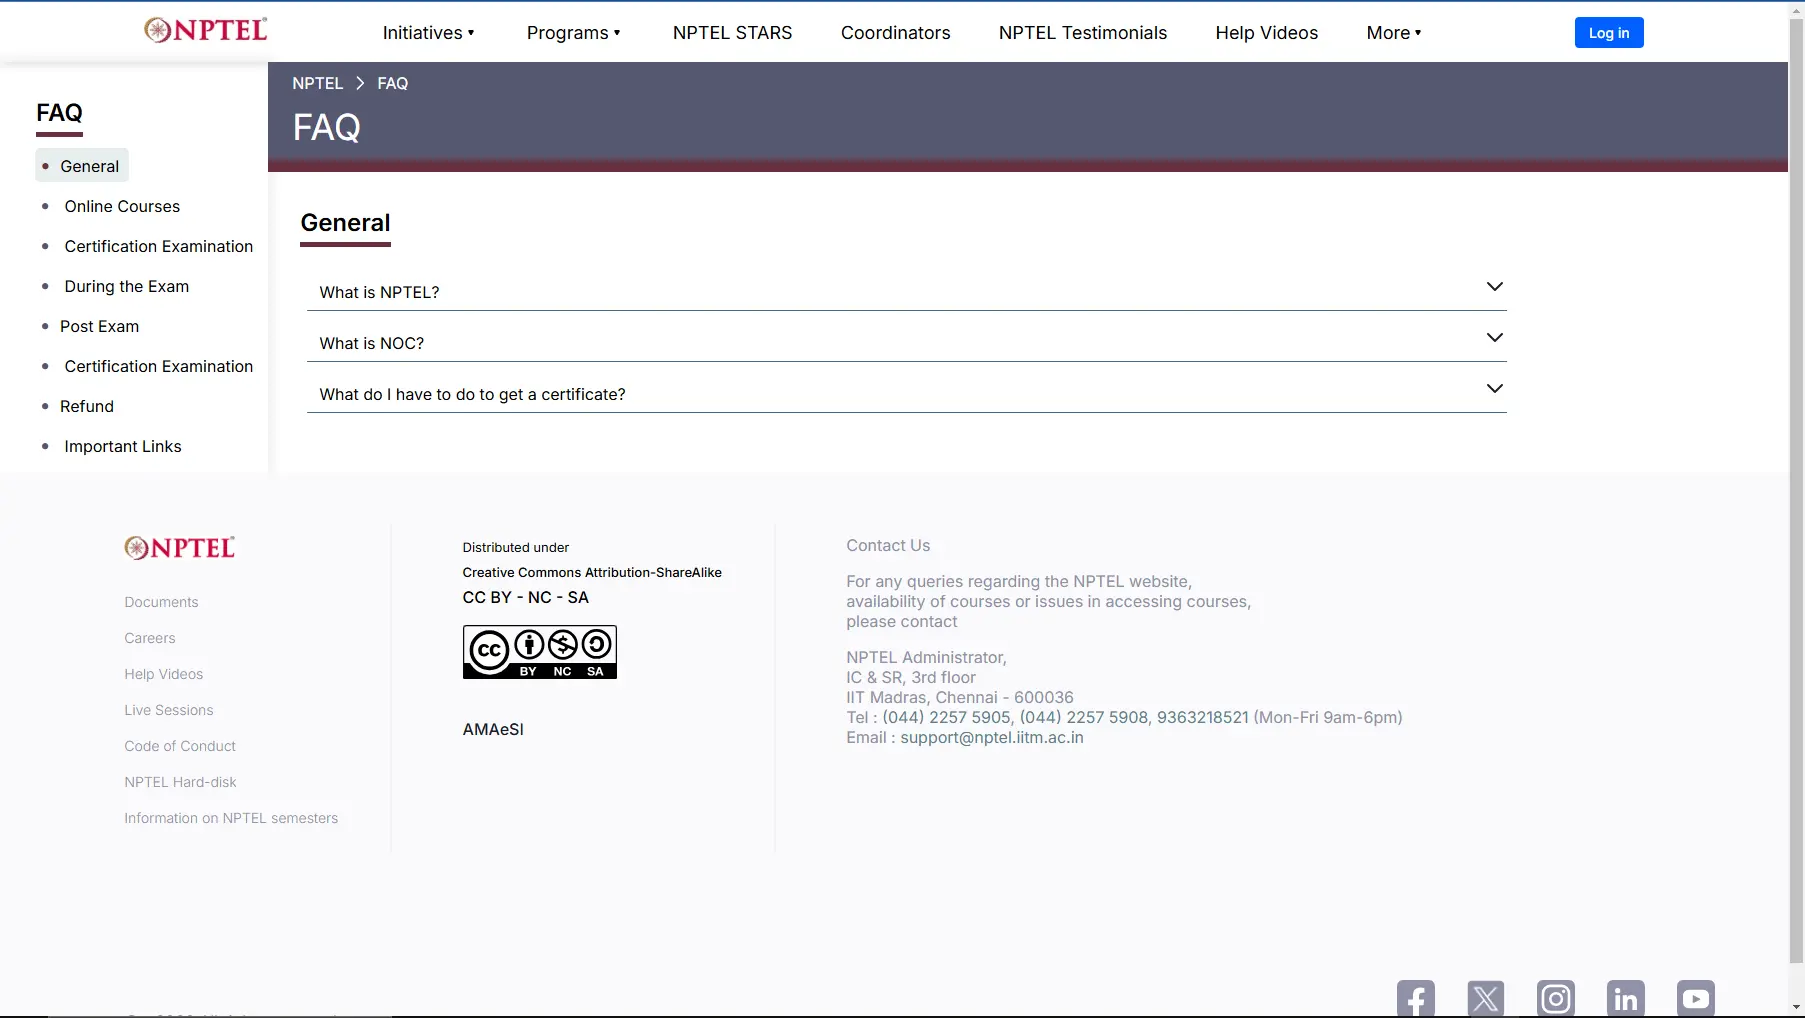 NPTEL
Initiatives ▾
Programs ▾
NPTEL STARS
Coordinators
NPTEL Testimonials
Help Videos
More ▾
Log in
FAQ
General
Online Courses
Certification Examination
During the Exam
Post Exam
Certification Examination
Refund
Important Links
NPTEL > FAQ
FAQ
General
What is NPTEL?
What is NOC?
What do I have to do to get a certificate?
NPTEL
Documents
Careers
Help Videos
Live Sessions
Code of Conduct
NPTEL Hard-disk
Information on NPTEL semesters
Distributed under
Creative Commons Attribution-ShareAlike
CC BY - NC - SA
cc
BY NC SA
AMAeSI
Contact Us
For any queries regarding the NPTEL website,
availability of courses or issues in accessing courses,
please contact
NPTEL Administrator,
IC & SR, 3rd floor
IIT Madras, Chennai - 600036
Tel : (044) 2257 5905, (044) 2257 5908, 9363218521 (Mon-Fri 9am-6pm)
Email : support@nptel.iitm.ac.in